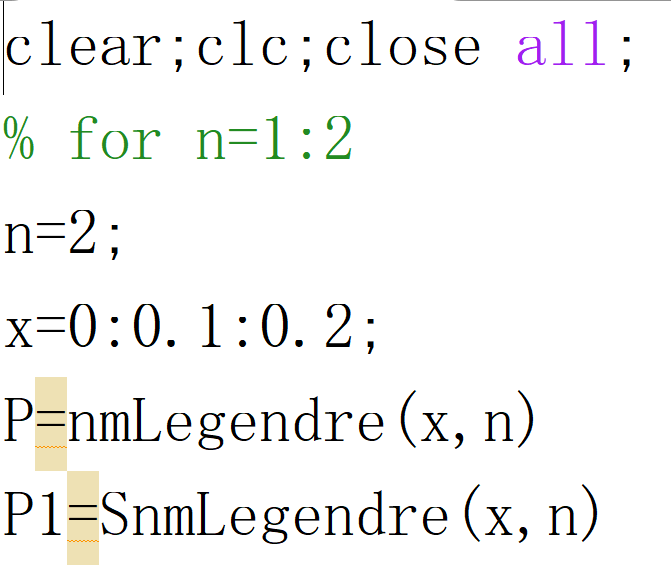 clear;clc;close all;
% for n=1:2
n=2;
x=0:0.1:0.2;
P=nmLegendre(x,n)
P1=SnmLegendre(x,n)